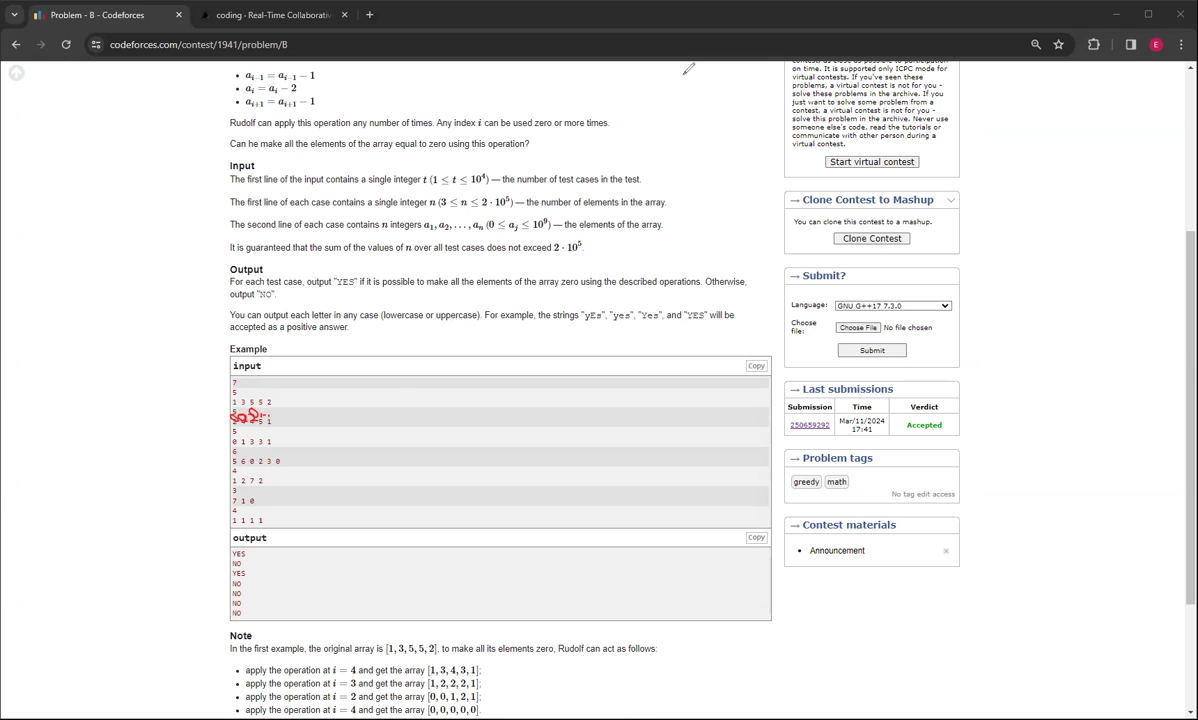 Problem - B - Codeforces
coding - Real-Time Collaborativ
codeforces.com/contest/1941/problem/B
E
a_{i−1} = a_{i−1} − 1
a_i = a_i − 2
a_{i+1} = a_{i+1} − 1
Rudolf can apply this operation any number of times. Any index i can be used zero or more times.
Can he make all the elements of the array equal to zero using this operation?
Input
The first line of the input contains a single integer t (1 ≤ t ≤ 10^4) — the number of test cases in the test.
The first line of each case contains a single integer n (3 ≤ n ≤ 2 · 10^5) — the number of elements in the array.
The second line of each case contains n integers a_1, a_2, . . . , a_n (0 ≤ a_j ≤ 10^9) — the elements of the array.
It is guaranteed that the sum of the values of n over all test cases does not exceed 2 · 10^5.
Output
For each test case, output "YES" if it is possible to make all the elements of the array zero using the described operations. Otherwise,
output "NO".
You can output each letter in any case (lowercase or uppercase). For example, the strings "yEs", "yes", "Yes", and "YES" will be
accepted as a positive answer.
Example
input
Copy
7
5
1 3 5 5 2
5
5 1
5
0 1 3 3 1
6
5 6 0 2 3 0
4
1 2 7 2
3
7 1 0
4
1 1 1 1
output
Copy
YES
NO
YES
NO
NO
NO
NO
Note
In the first example, the original array is [1, 3, 5, 5, 2], to make all its elements zero, Rudolf can act as follows:
apply the operation at i = 4 and get the array [1, 3, 4, 3, 1];
apply the operation at i = 3 and get the array [1, 2, 2, 2, 1];
apply the operation at i = 2 and get the array [0, 0, 1, 2, 1];
apply the operation at i = 4 and get the array [0, 0, 0, 0, 0].
on time. It is supported only ICPC mode for
virtual contests. If you've seen these
problems, a virtual contest is not for you -
solve these problems in the archive. If you
just want to solve some problem from a
contest, a virtual contest is not for you -
solve this problem in the archive. Never use
someone else's code, read the tutorials or
communicate with other person during a
virtual contest.
Start virtual contest
→ Clone Contest to Mashup
You can clone this contest to a mashup.
Clone Contest
→ Submit?
Language: GNU G++17 7.3.0
Choose
file: Choose File No file chosen
Submit
→ Last submissions
Submission Time Verdict
250659292 Mar/11/2024
17:41 Accepted
→ Problem tags
greedy math
No tag edit access
→ Contest materials
Announcement